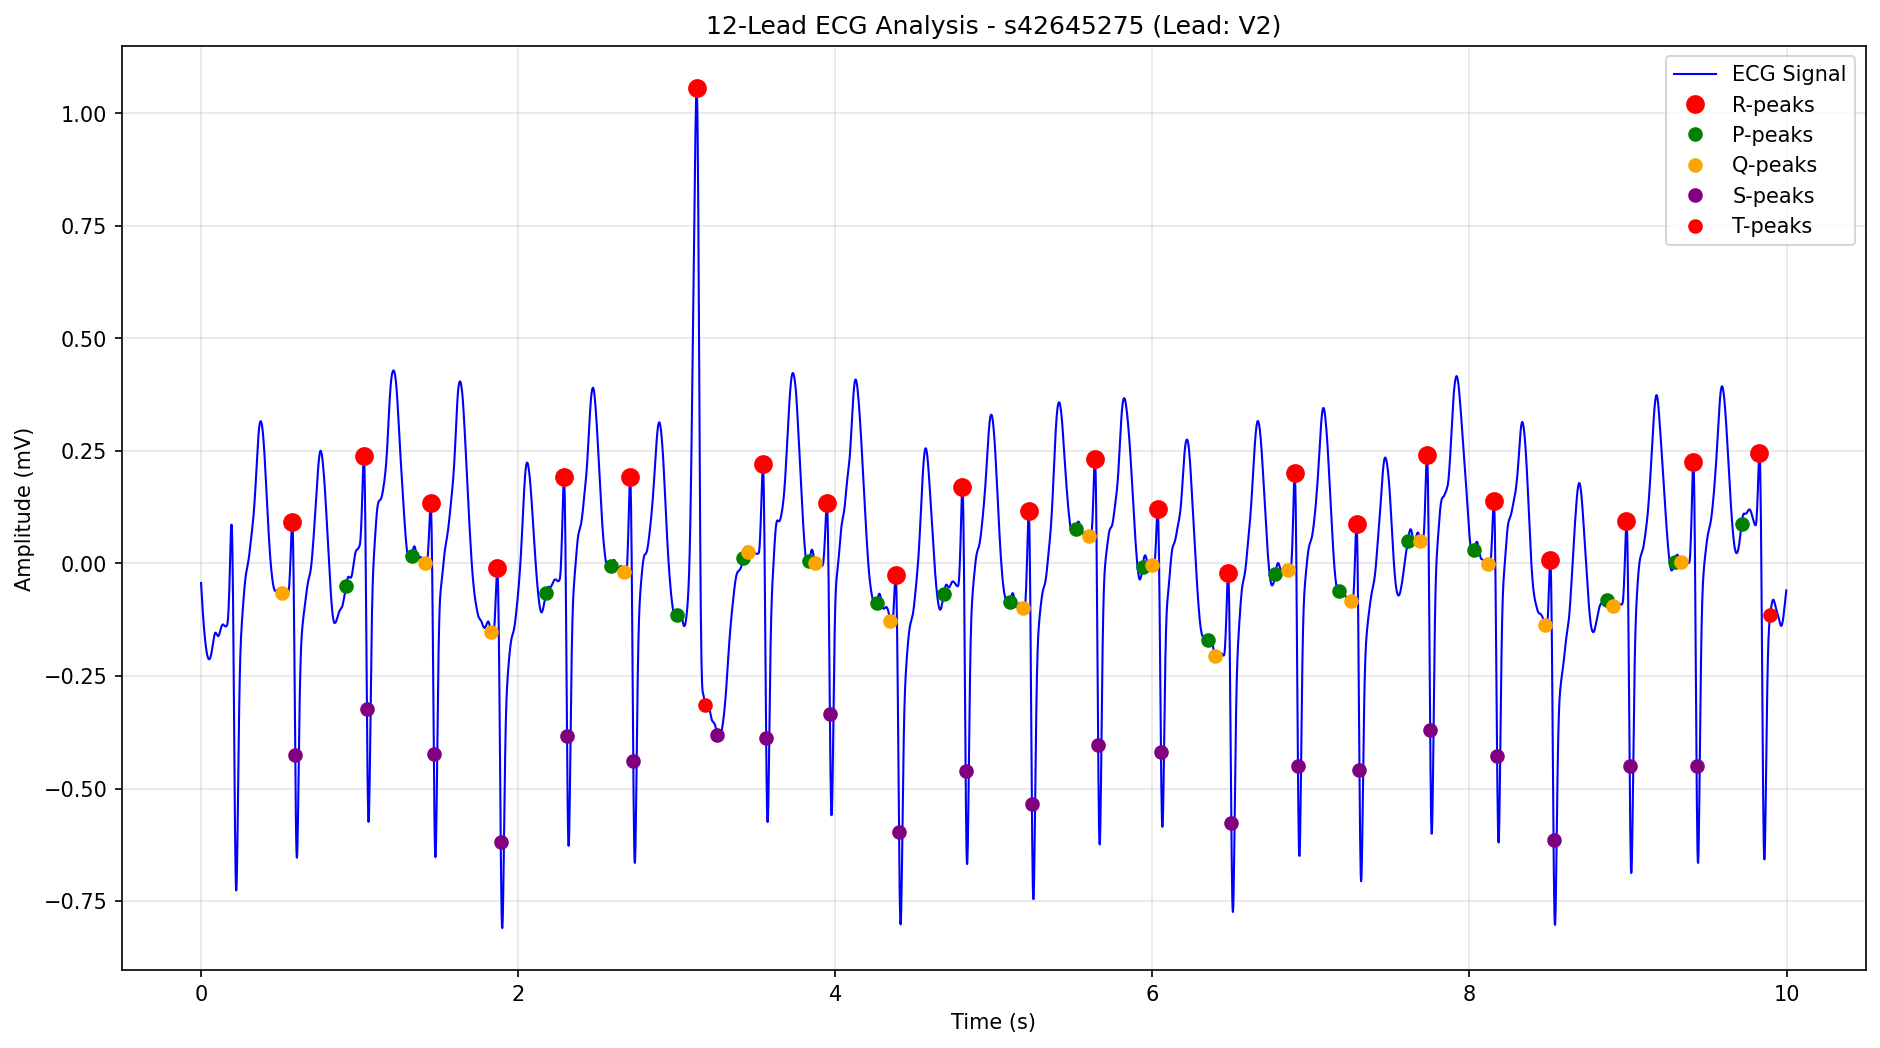 12-Lead ECG Analysis - s42645275 (Lead: V2)
ECG Signal
R-peaks
P-peaks
Q-peaks
S-peaks
T-peaks
Amplitude (mV)
1.00
0.75
0.50
0.25
0.00
−0.25
−0.50
−0.75
0 2 4 6 8 10
Time (s)